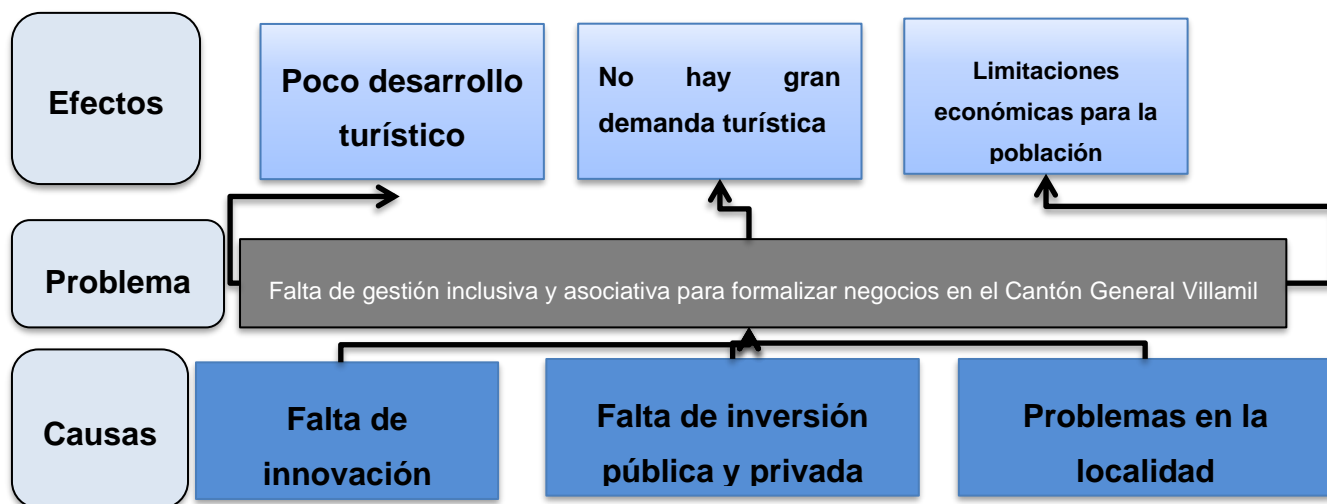 Efectos
Poco desarrollo
turístico
No hay gran
demanda turística
Limitaciones
económicas para la
población
Problema
Falta de gestión inclusiva y asociativa para formalizar negocios en el Cantón General Villamil
Causas
Falta de
innovación
Falta de inversión
pública y privada
Problemas en la
localidad